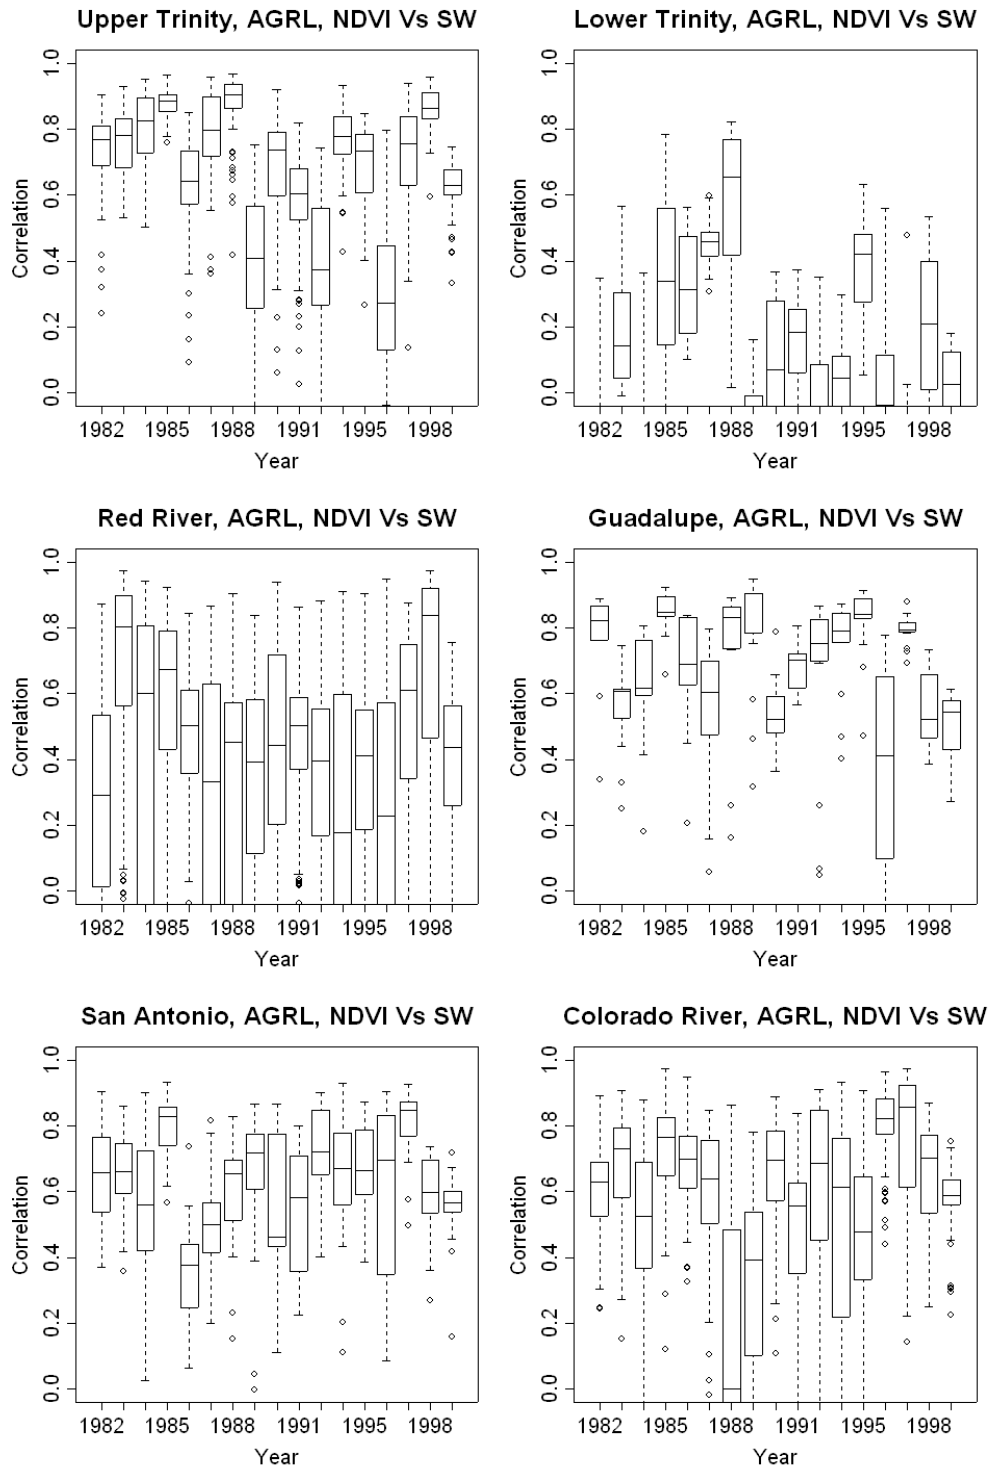 Upper Trinity, AGRL, NDVI Vs SW
1.0
0.8
0.6
0.4
0.2
0.0
Correlation
1982 1985 1988 1991 1995 1998
Year
Lower Trinity, AGRL, NDVI Vs SW
1.0
0.8
0.6
0.4
0.2
0.0
Correlation
1982 1985 1988 1991 1995 1998
Year
Red River, AGRL, NDVI Vs SW
1.0
0.8
0.6
0.4
0.2
0.0
Correlation
1982 1985 1988 1991 1995 1998
Year
Guadalupe, AGRL, NDVI Vs SW
1.0
0.8
0.6
0.4
0.2
0.0
Correlation
1982 1985 1988 1991 1995 1998
Year
San Antonio, AGRL, NDVI Vs SW
1.0
0.8
0.6
0.4
0.2
0.0
Correlation
1982 1985 1988 1991 1995 1998
Year
Colorado River, AGRL, NDVI Vs SW
1.0
0.8
0.6
0.4
0.2
0.0
Correlation
1982 1985 1988 1991 1995 1998
Year